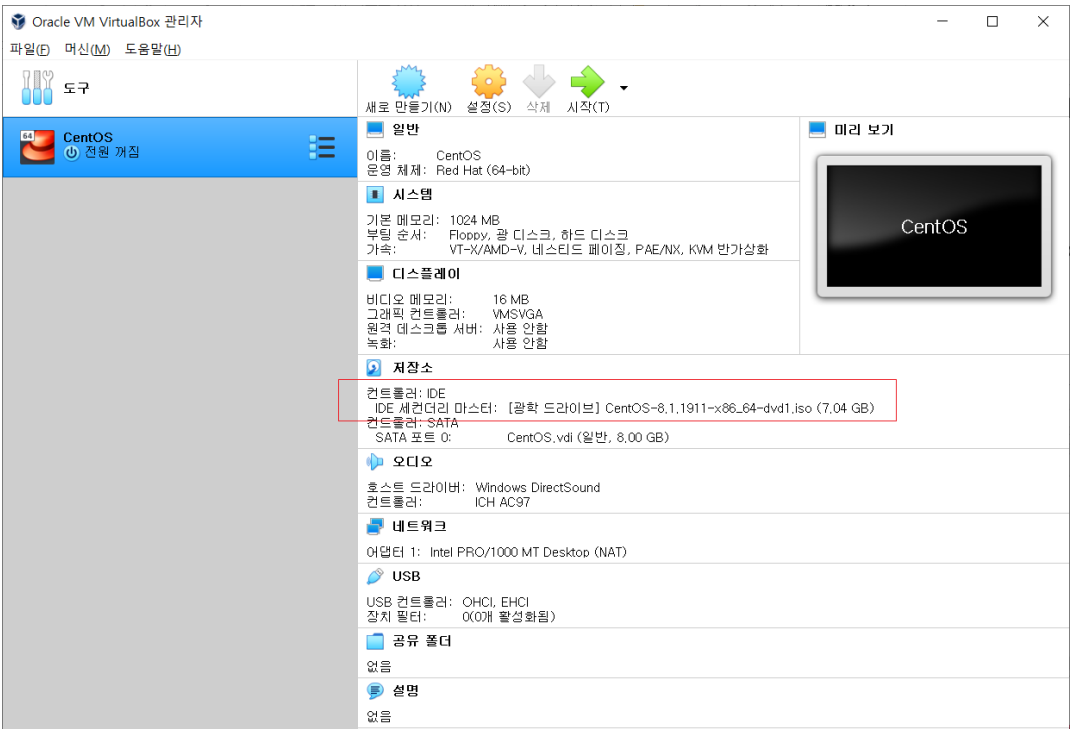 Oracle VM VirtualBox 관리자
파일(F) 머신(M) 도움말(H)
도구
새로 만들기(N) 설정(S) 삭제 시작(T)
64
CentOS
전원 꺼짐
일반
이름: CentOS
운영 체제: Red Hat (64-bit)
시스템
기본 메모리: 1024 MB
부팅 순서: Floppy, 광 디스크, 하드 디스크
가속: VT-x/AMD-V, 네스티드 페이징, PAE/NX, KVM 반가상화
디스플레이
비디오 메모리: 16 MB
그래픽 컨트롤러: VMSVGA
원격 데스크톱 서버: 사용 안함
녹화: 사용 안함
미리 보기
CentOS
저장소
컨트롤러: IDE
IDE 세컨더리 마스터: [광학 드라이브] CentOS-8.1.1911-x86_64-dvd1.iso (7.04 GB)
컨트롤러: SATA
SATA 포트 0: CentOS.vdi (일반, 8.00 GB)
오디오
호스트 드라이버: Windows DirectSound
컨트롤러: ICH AC97
네트워크
어댑터 1: Intel PRO/1000 MT Desktop (NAT)
USB
USB 컨트롤러: OHCI, EHCI
장치 필터: 0(0개 활성화됨)
공유 폴더
없음
설명
없음